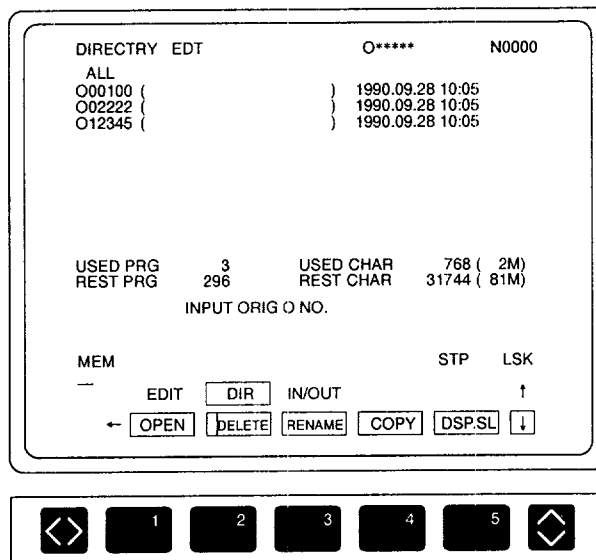 DIRECTRY EDT O***** N0000
ALL
O00100 ( ) 1990.09.28 10:05
O02222 ( ) 1990.09.28 10:05
O12345 ( ) 1990.09.28 10:05
USED PRG 3 USED CHAR 768 ( 2M)
REST PRG 296 REST CHAR 31744 ( 81M)
INPUT ORIG O NO.
MEM STP LSK
EDIT DIR IN/OUT ↑
← OPEN DELETE RENAME COPY DSP.SL ↓
1 2 3 4 5